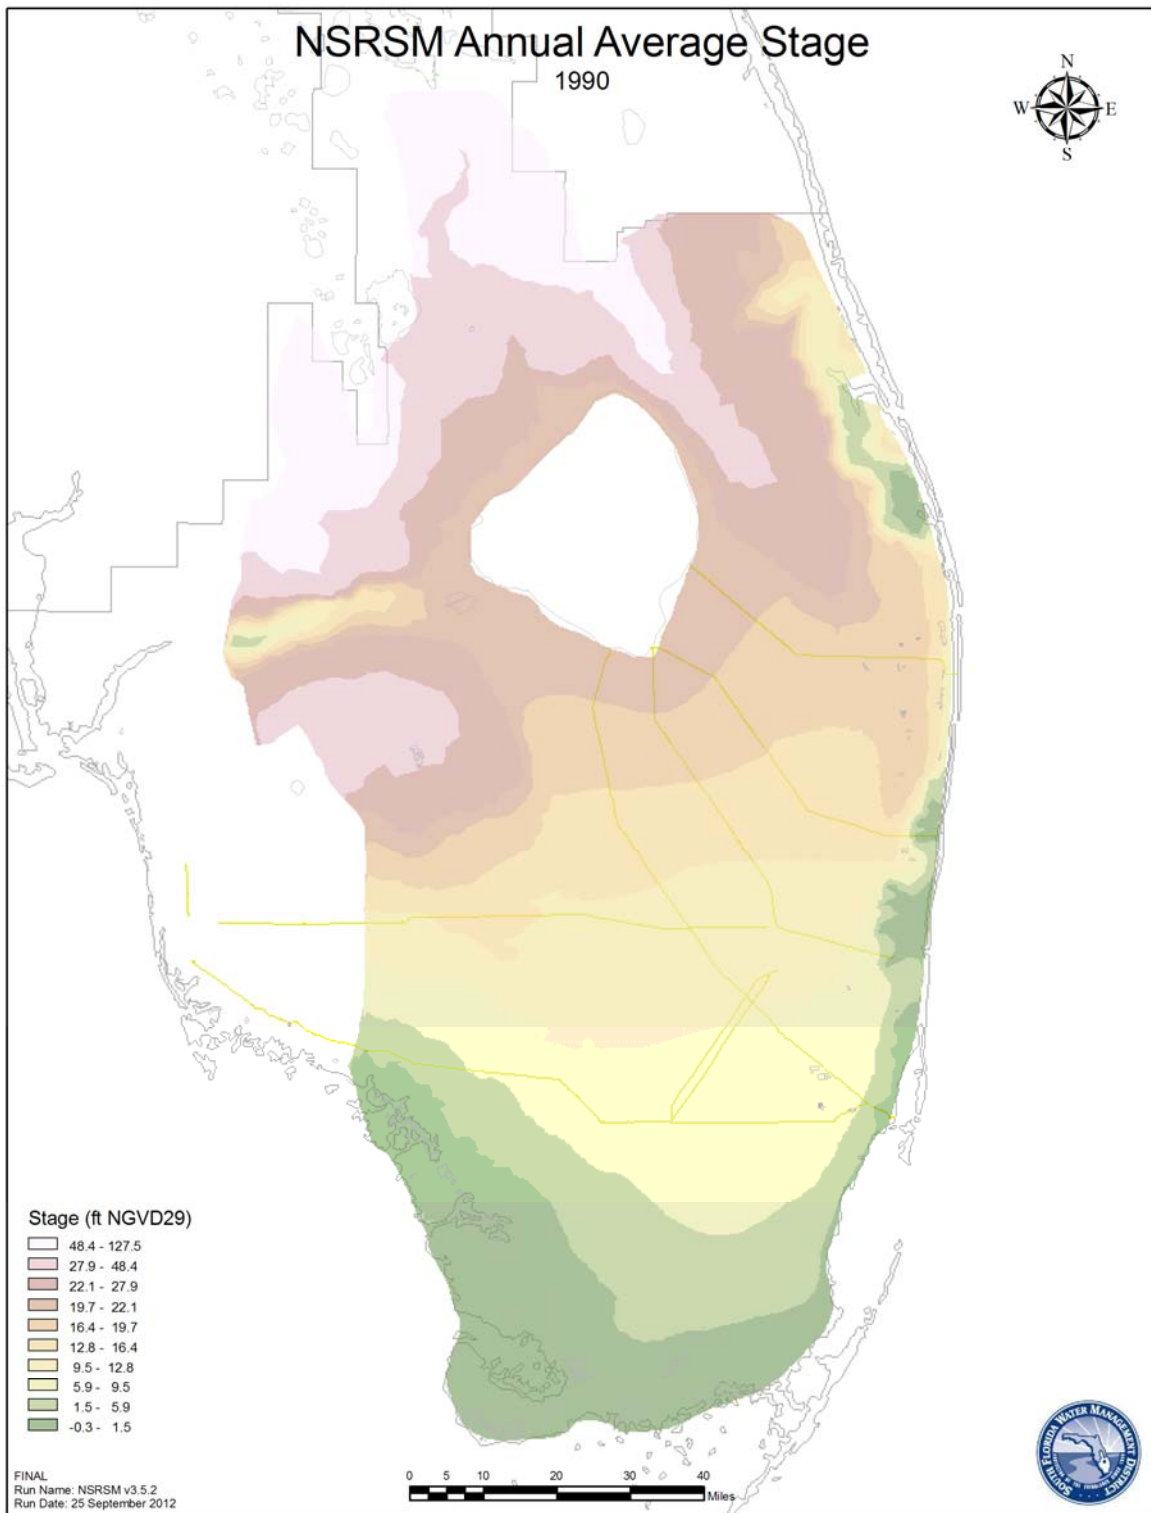 NSRSM Annual Average Stage
1990
N
W E
S
Stage (ft NGVD29)
48.4 - 127.5
27.9 - 48.4
22.1 - 27.9
19.7 - 22.1
16.4 - 19.7
12.8 - 16.4
9.5 - 12.8
5.9 - 9.5
1.5 - 5.9
-0.3 - 1.5
FINAL
Run Name: NSRSM v3.5.2
Run Date: 25 September 2012
0 5 10 20 30 40
Miles
SOUTH FLORIDA WATER MANAGEMENT DISTRICT